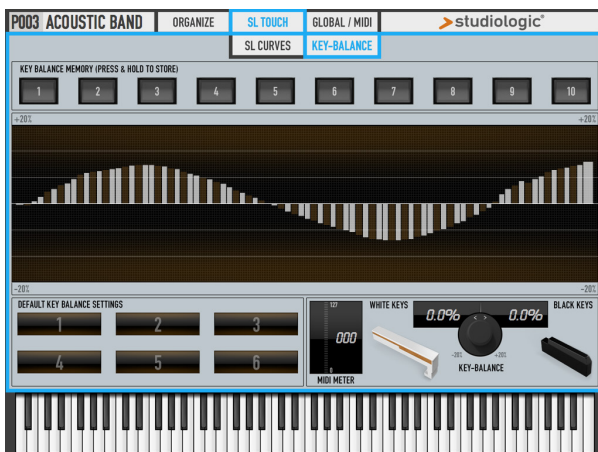 P003 ACOUSTIC BAND
ORGANIZE
SL TOUCH
GLOBAL / MIDI
studiologic®
SL CURVES
KEY-BALANCE
KEY BALANCE MEMORY (PRESS & HOLD TO STORE)
1 2 3 4 5 6 7 8 9 10
+20% +20%
-20% -20%
DEFAULT KEY BALANCE SETTINGS
1 2 3
4 5 6
127
000
0
MIDI METER
WHITE KEYS
0.0% 0.0%
BLACK KEYS
-20% +20%
KEY-BALANCE